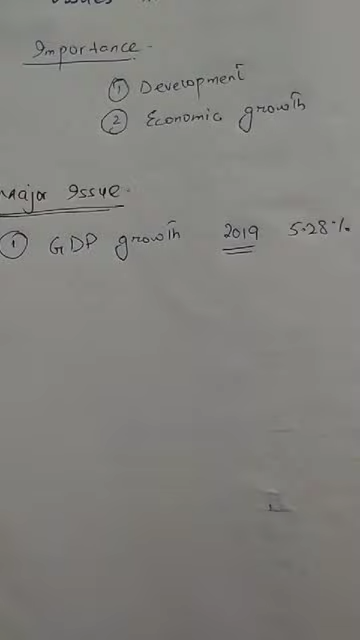 Importance.
① Development
② Economic growth
Major Issue.
① GDP growth 2019 5.28%